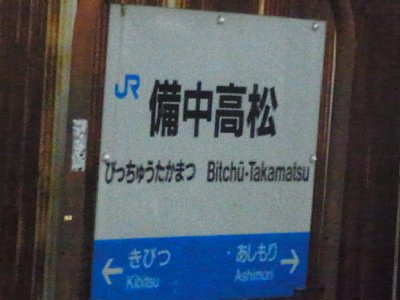 JR
備中高松
びっちゅうたかまつ Bitchū-Takamatsu
← きびつ あしもり →
Kibitsu Ashimori